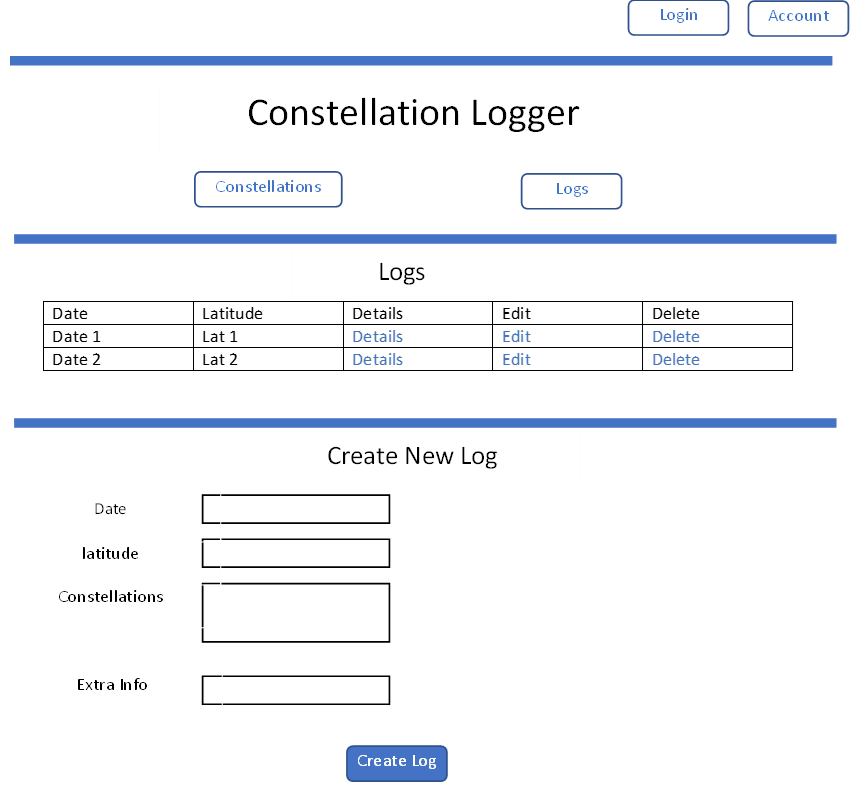 Login Account
Constellation Logger
Constellations Logs
Logs
Date Latitude Details Edit Delete
Date 1 Lat 1 Details Edit Delete
Date 2 Lat 2 Details Edit Delete
Create New Log
Date
latitude
Constellations
Extra Info
Create Log